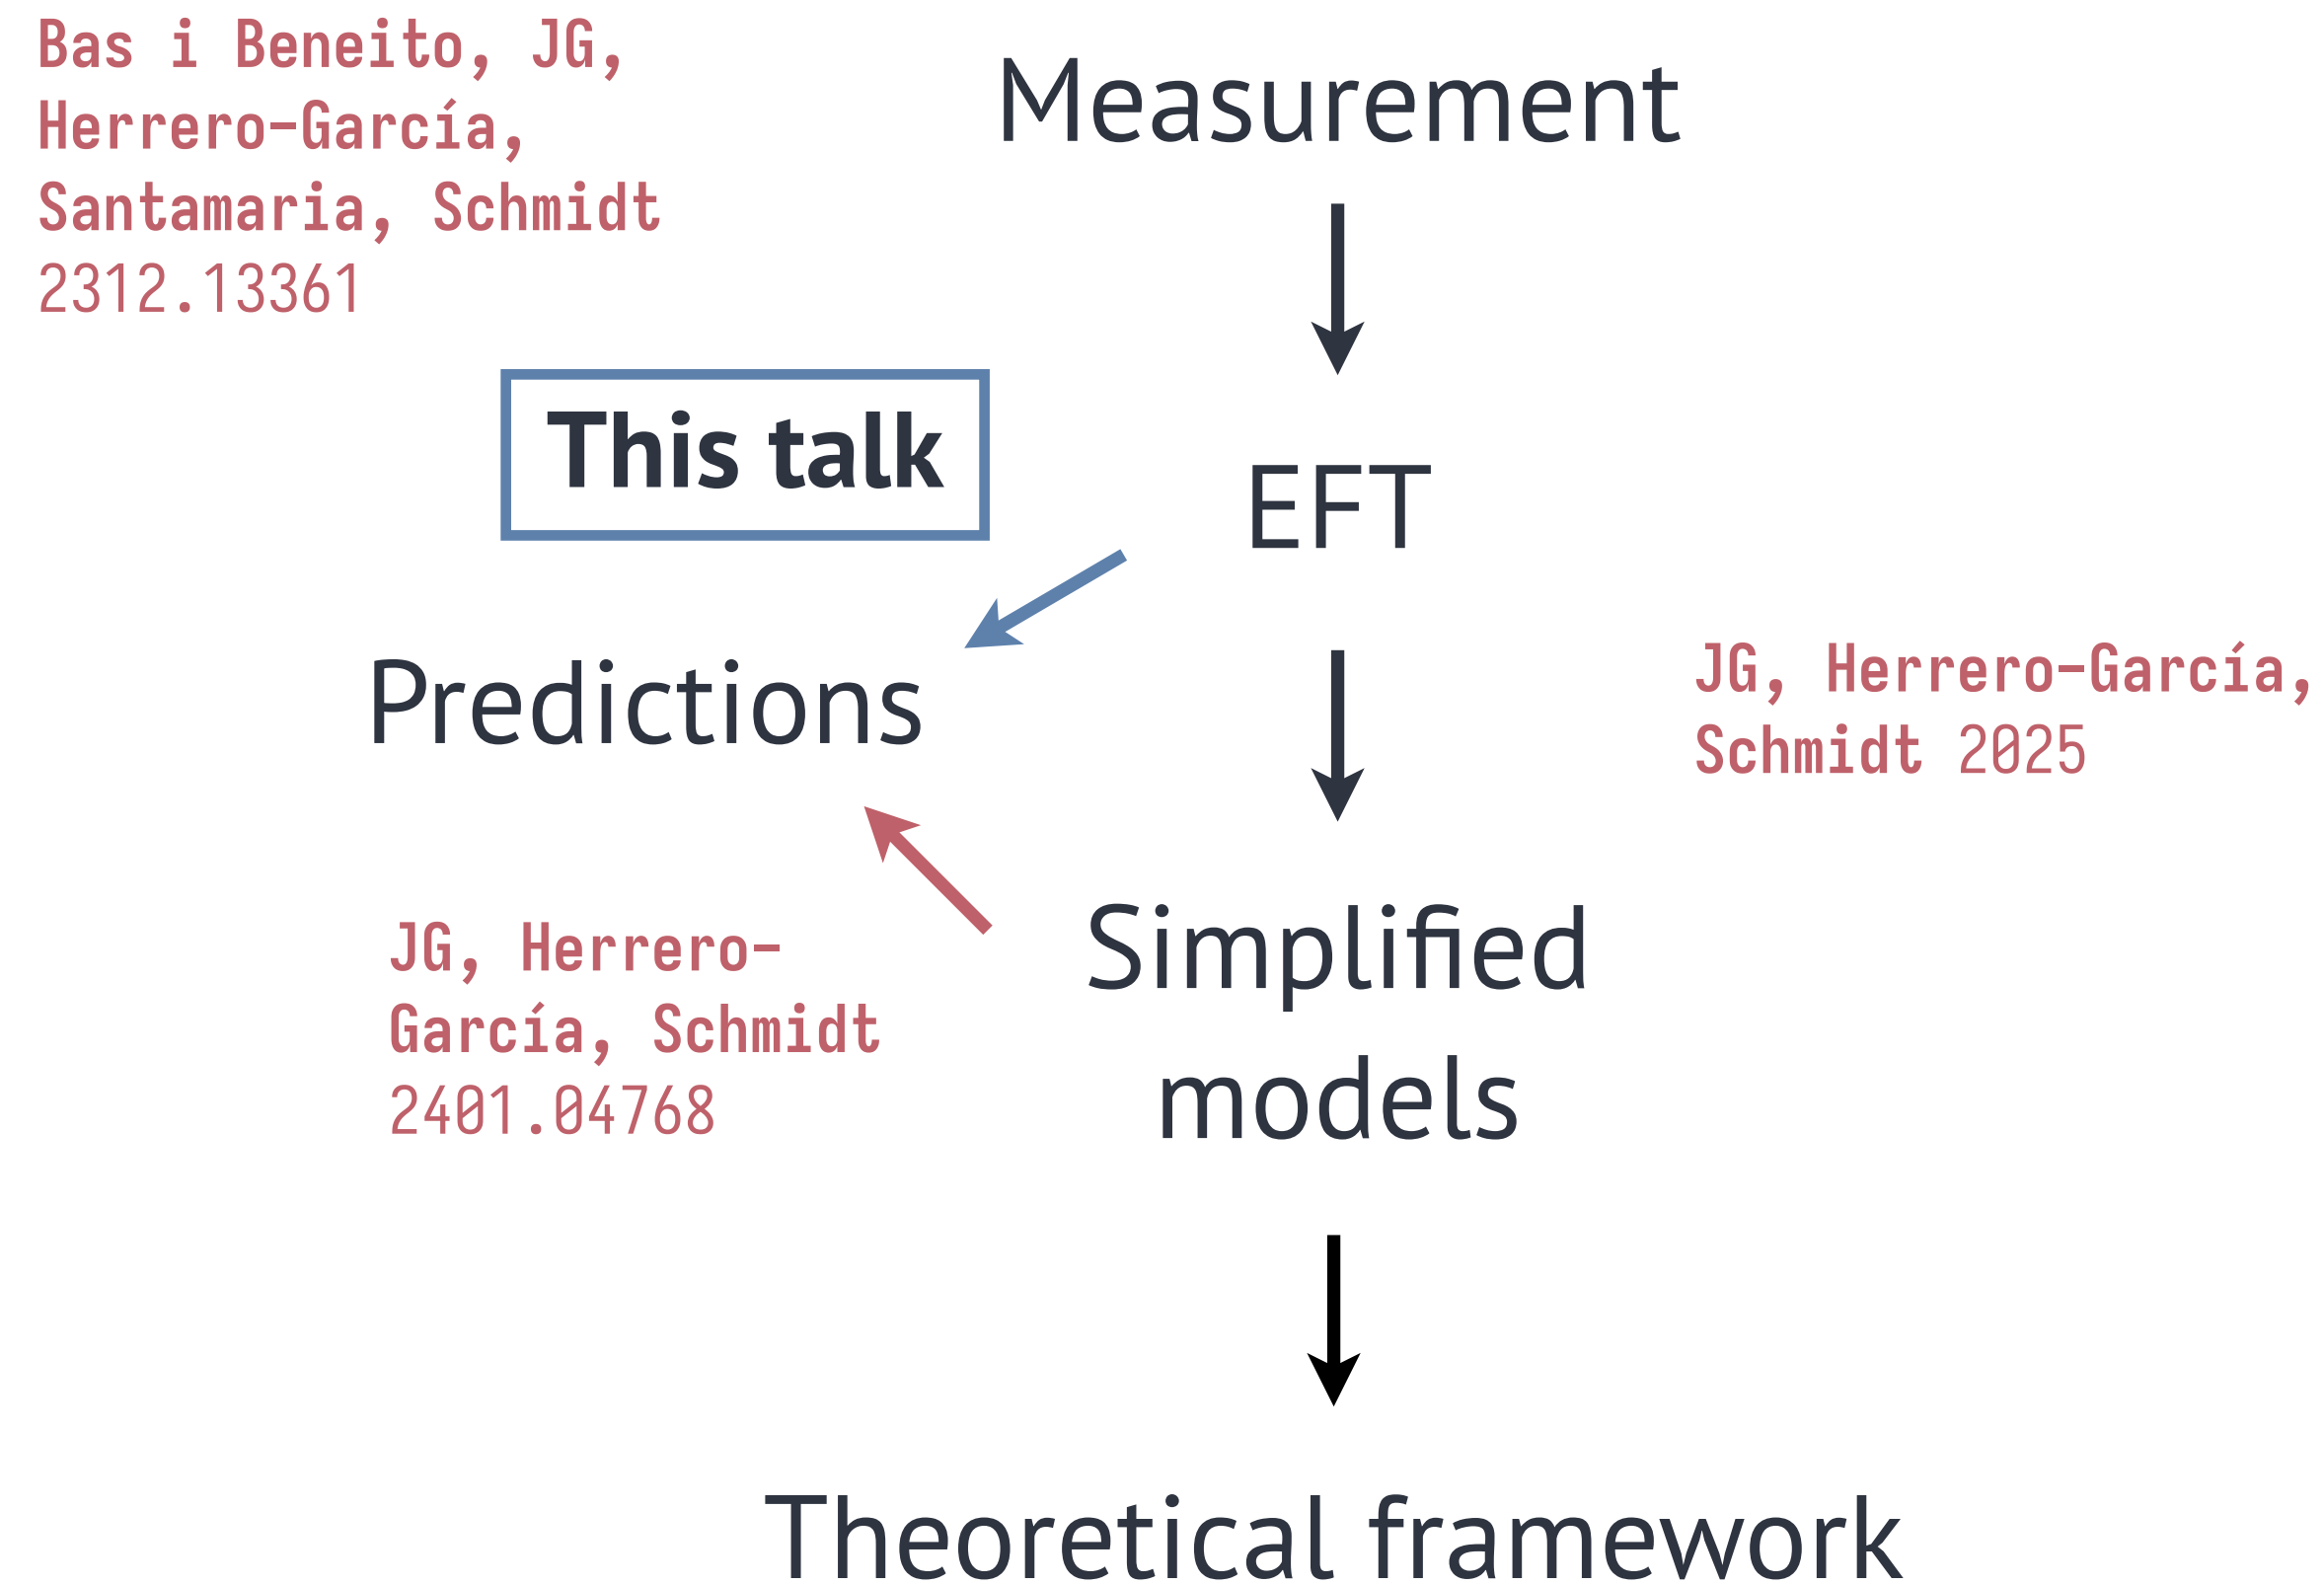 Bas i Beneito, JG,
Herrero-García,
Santamaria, Schmidt
2312.13361
Measurement
This talk
EFT
Predictions
JG, Herrero-García,
Schmidt 2025
Simplified
models
JG, Herrero-
García, Schmidt
2401.04768
Theoretical framework